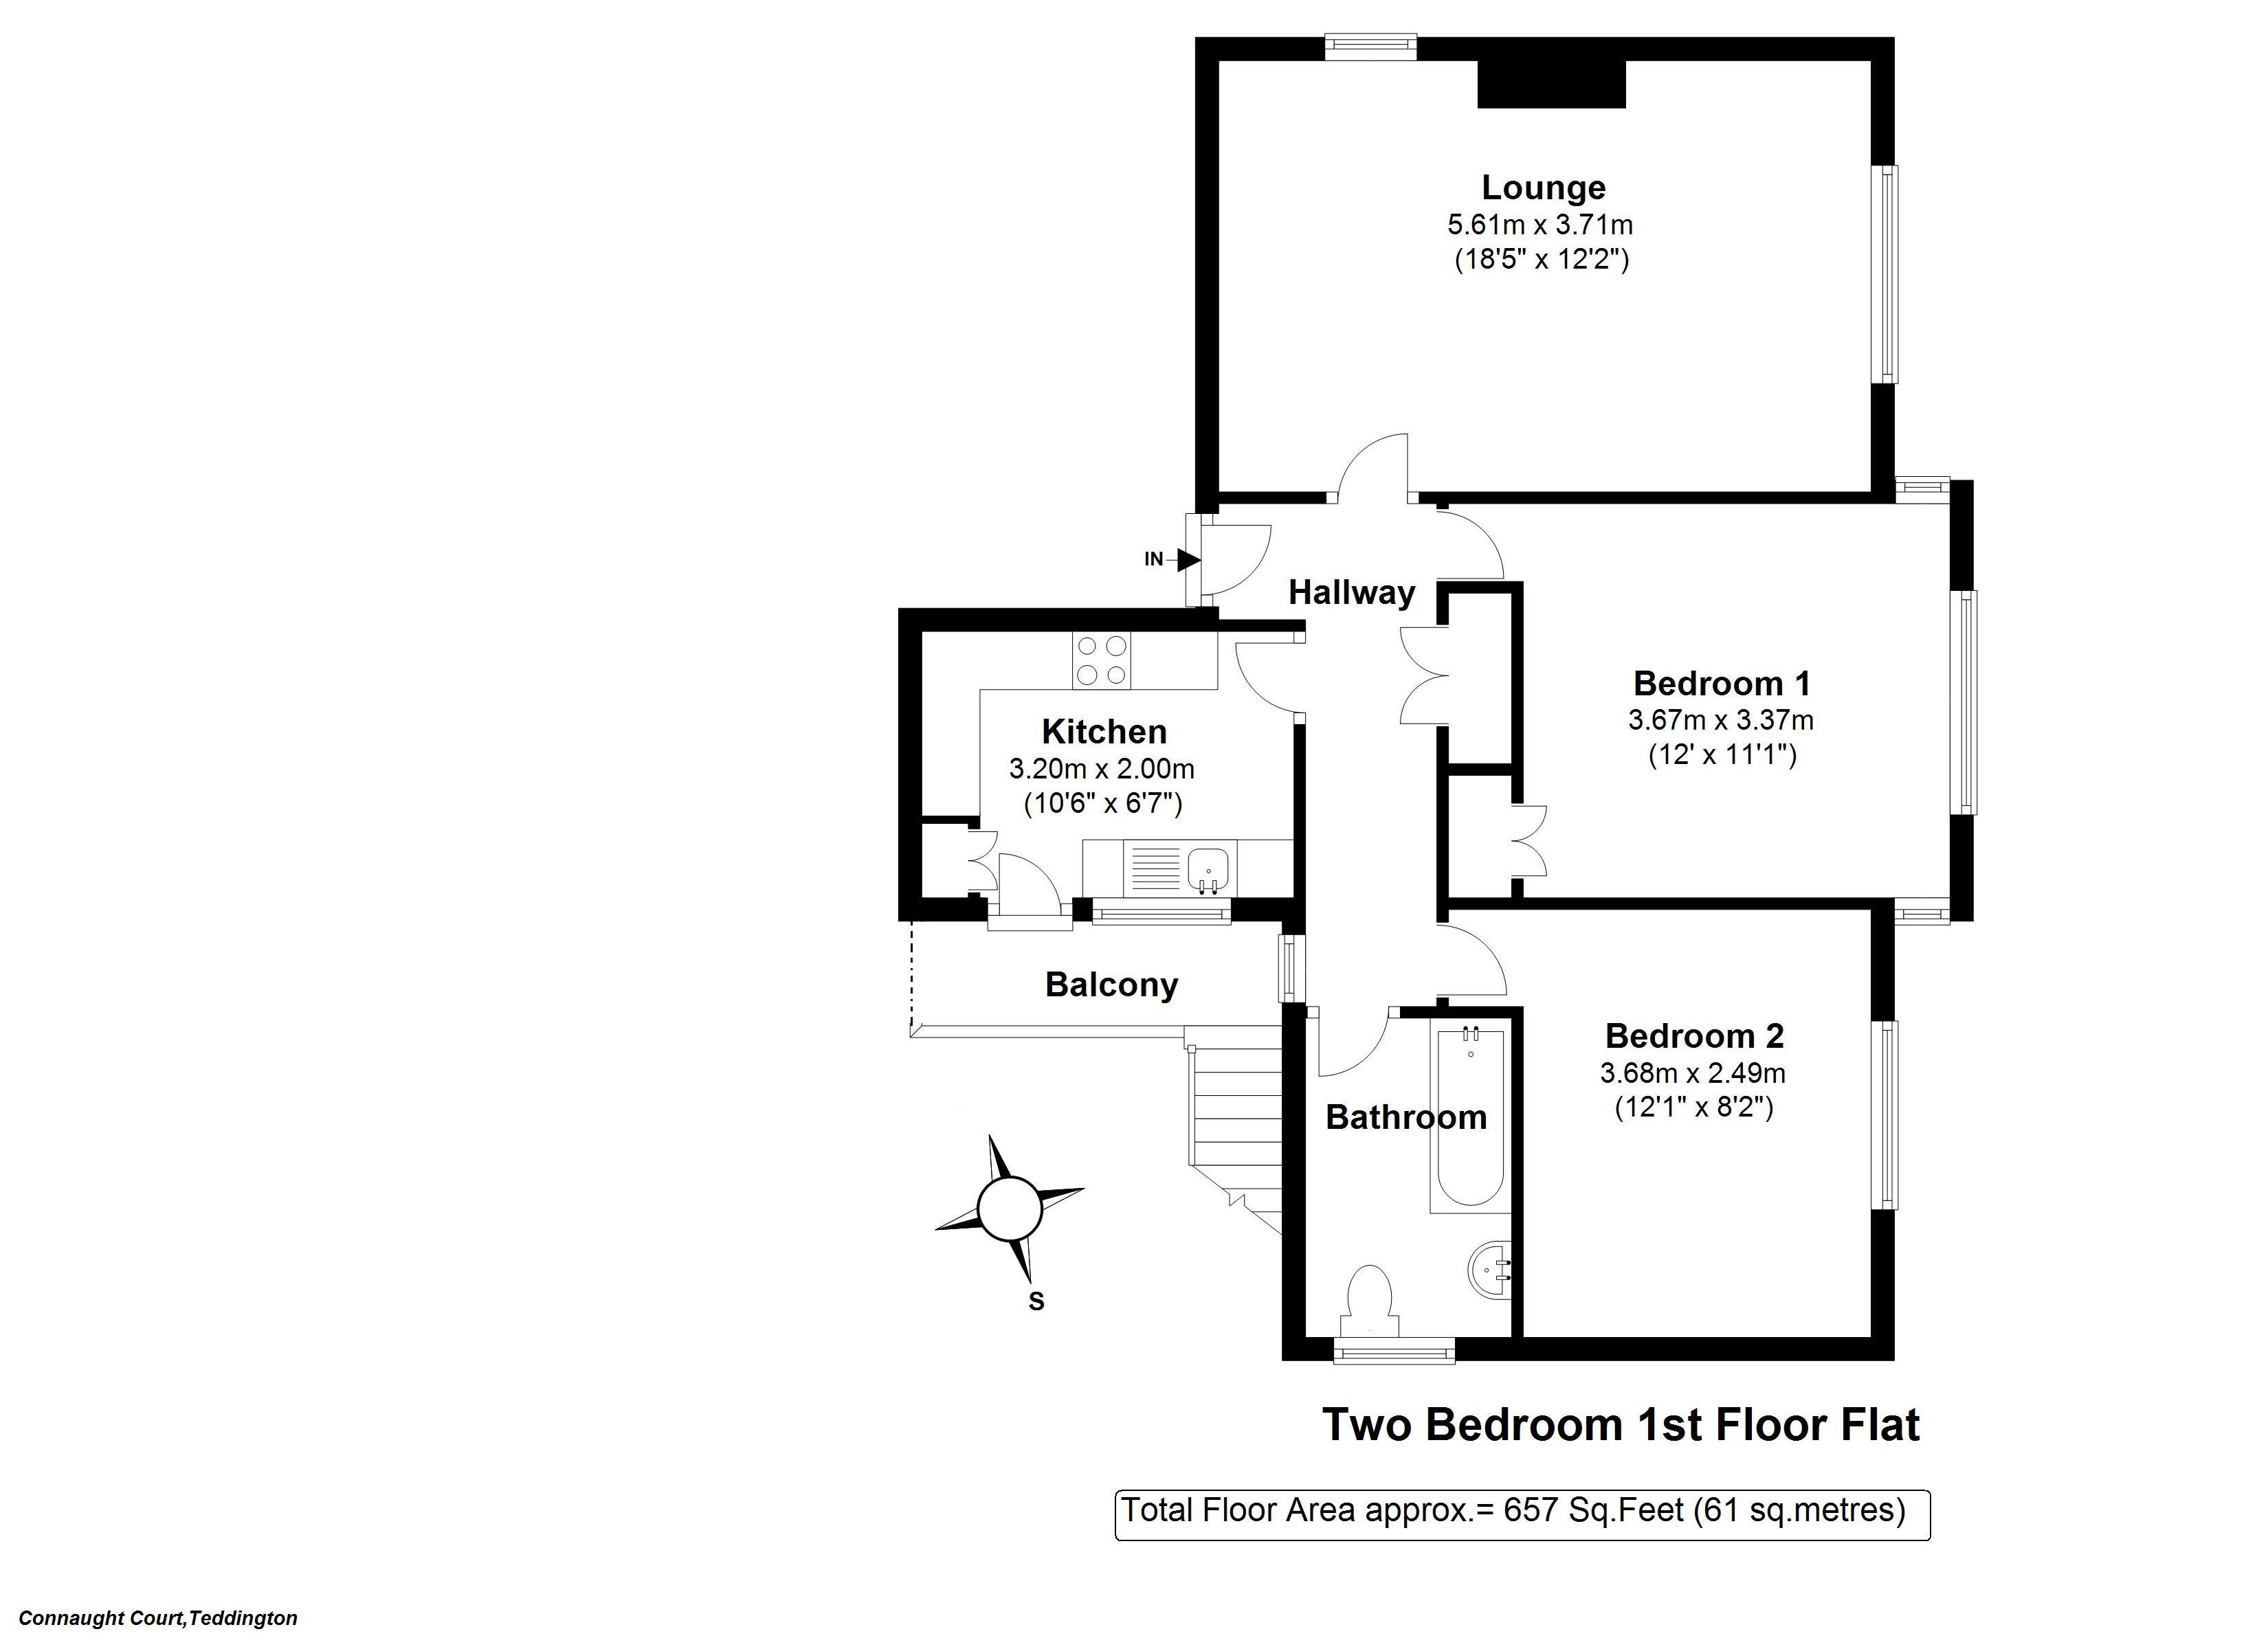 Lounge
5.61m x 3.71m
(18'5" x 12'2")
IN
Hallway
Bedroom 1
3.67m x 3.37m
(12' x 11'1")
Kitchen
3.20m x 2.00m
(10'6" x 6'7")
Balcony
Bedroom 2
3.68m x 2.49m
(12'1" x 8'2")
Bathroom
S
Two Bedroom 1st Floor Flat
Total Floor Area approx.= 657 Sq.Feet (61 sq.metres)
Connaught Court,Teddington